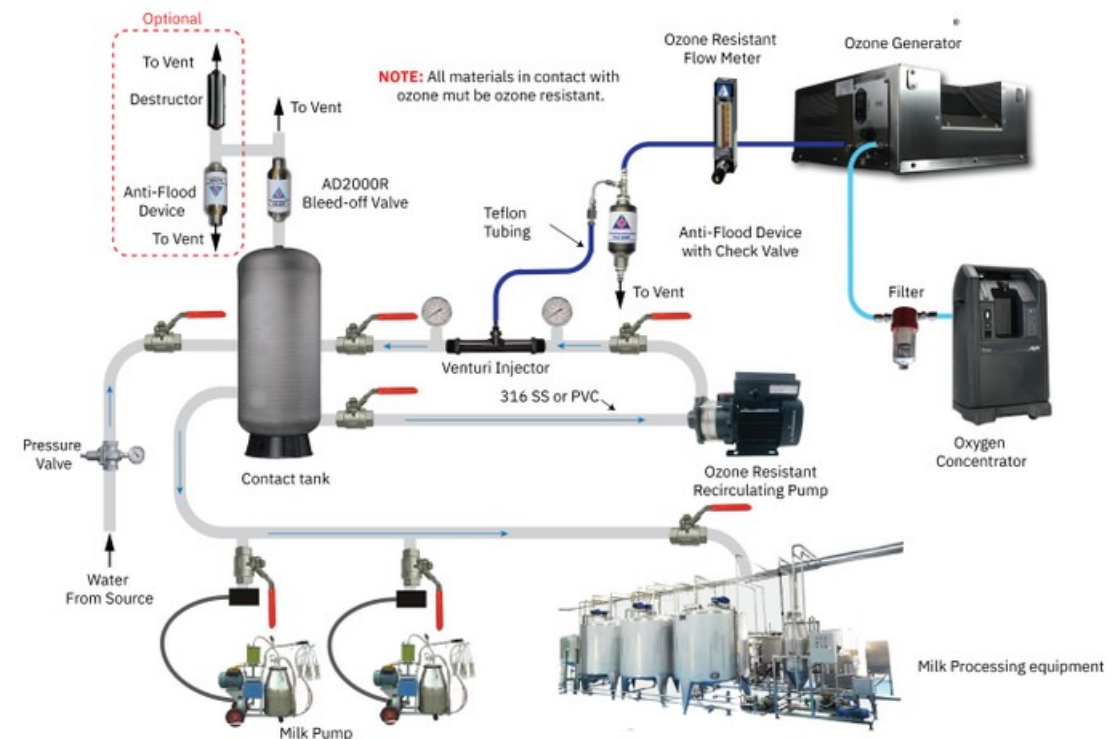 Optional
To Vent
Destructor
To Vent
Anti-Flood
Device
To Vent
AD2000R
Bleed-off Valve
NOTE: All materials in contact with
ozone mut be ozone resistant.
Ozone Resistant
Flow Meter
Ozone Generator
Teflon
Tubing
Anti-Flood Device
with Check Valve
To Vent
Filter
Oxygen
Concentrator
Venturi Injector
316 SS or PVC
Pressure
Valve
Contact tank
Ozone Resistant
Recirculating Pump
Water
From Source
Milk Pump
Milk Processing equipment